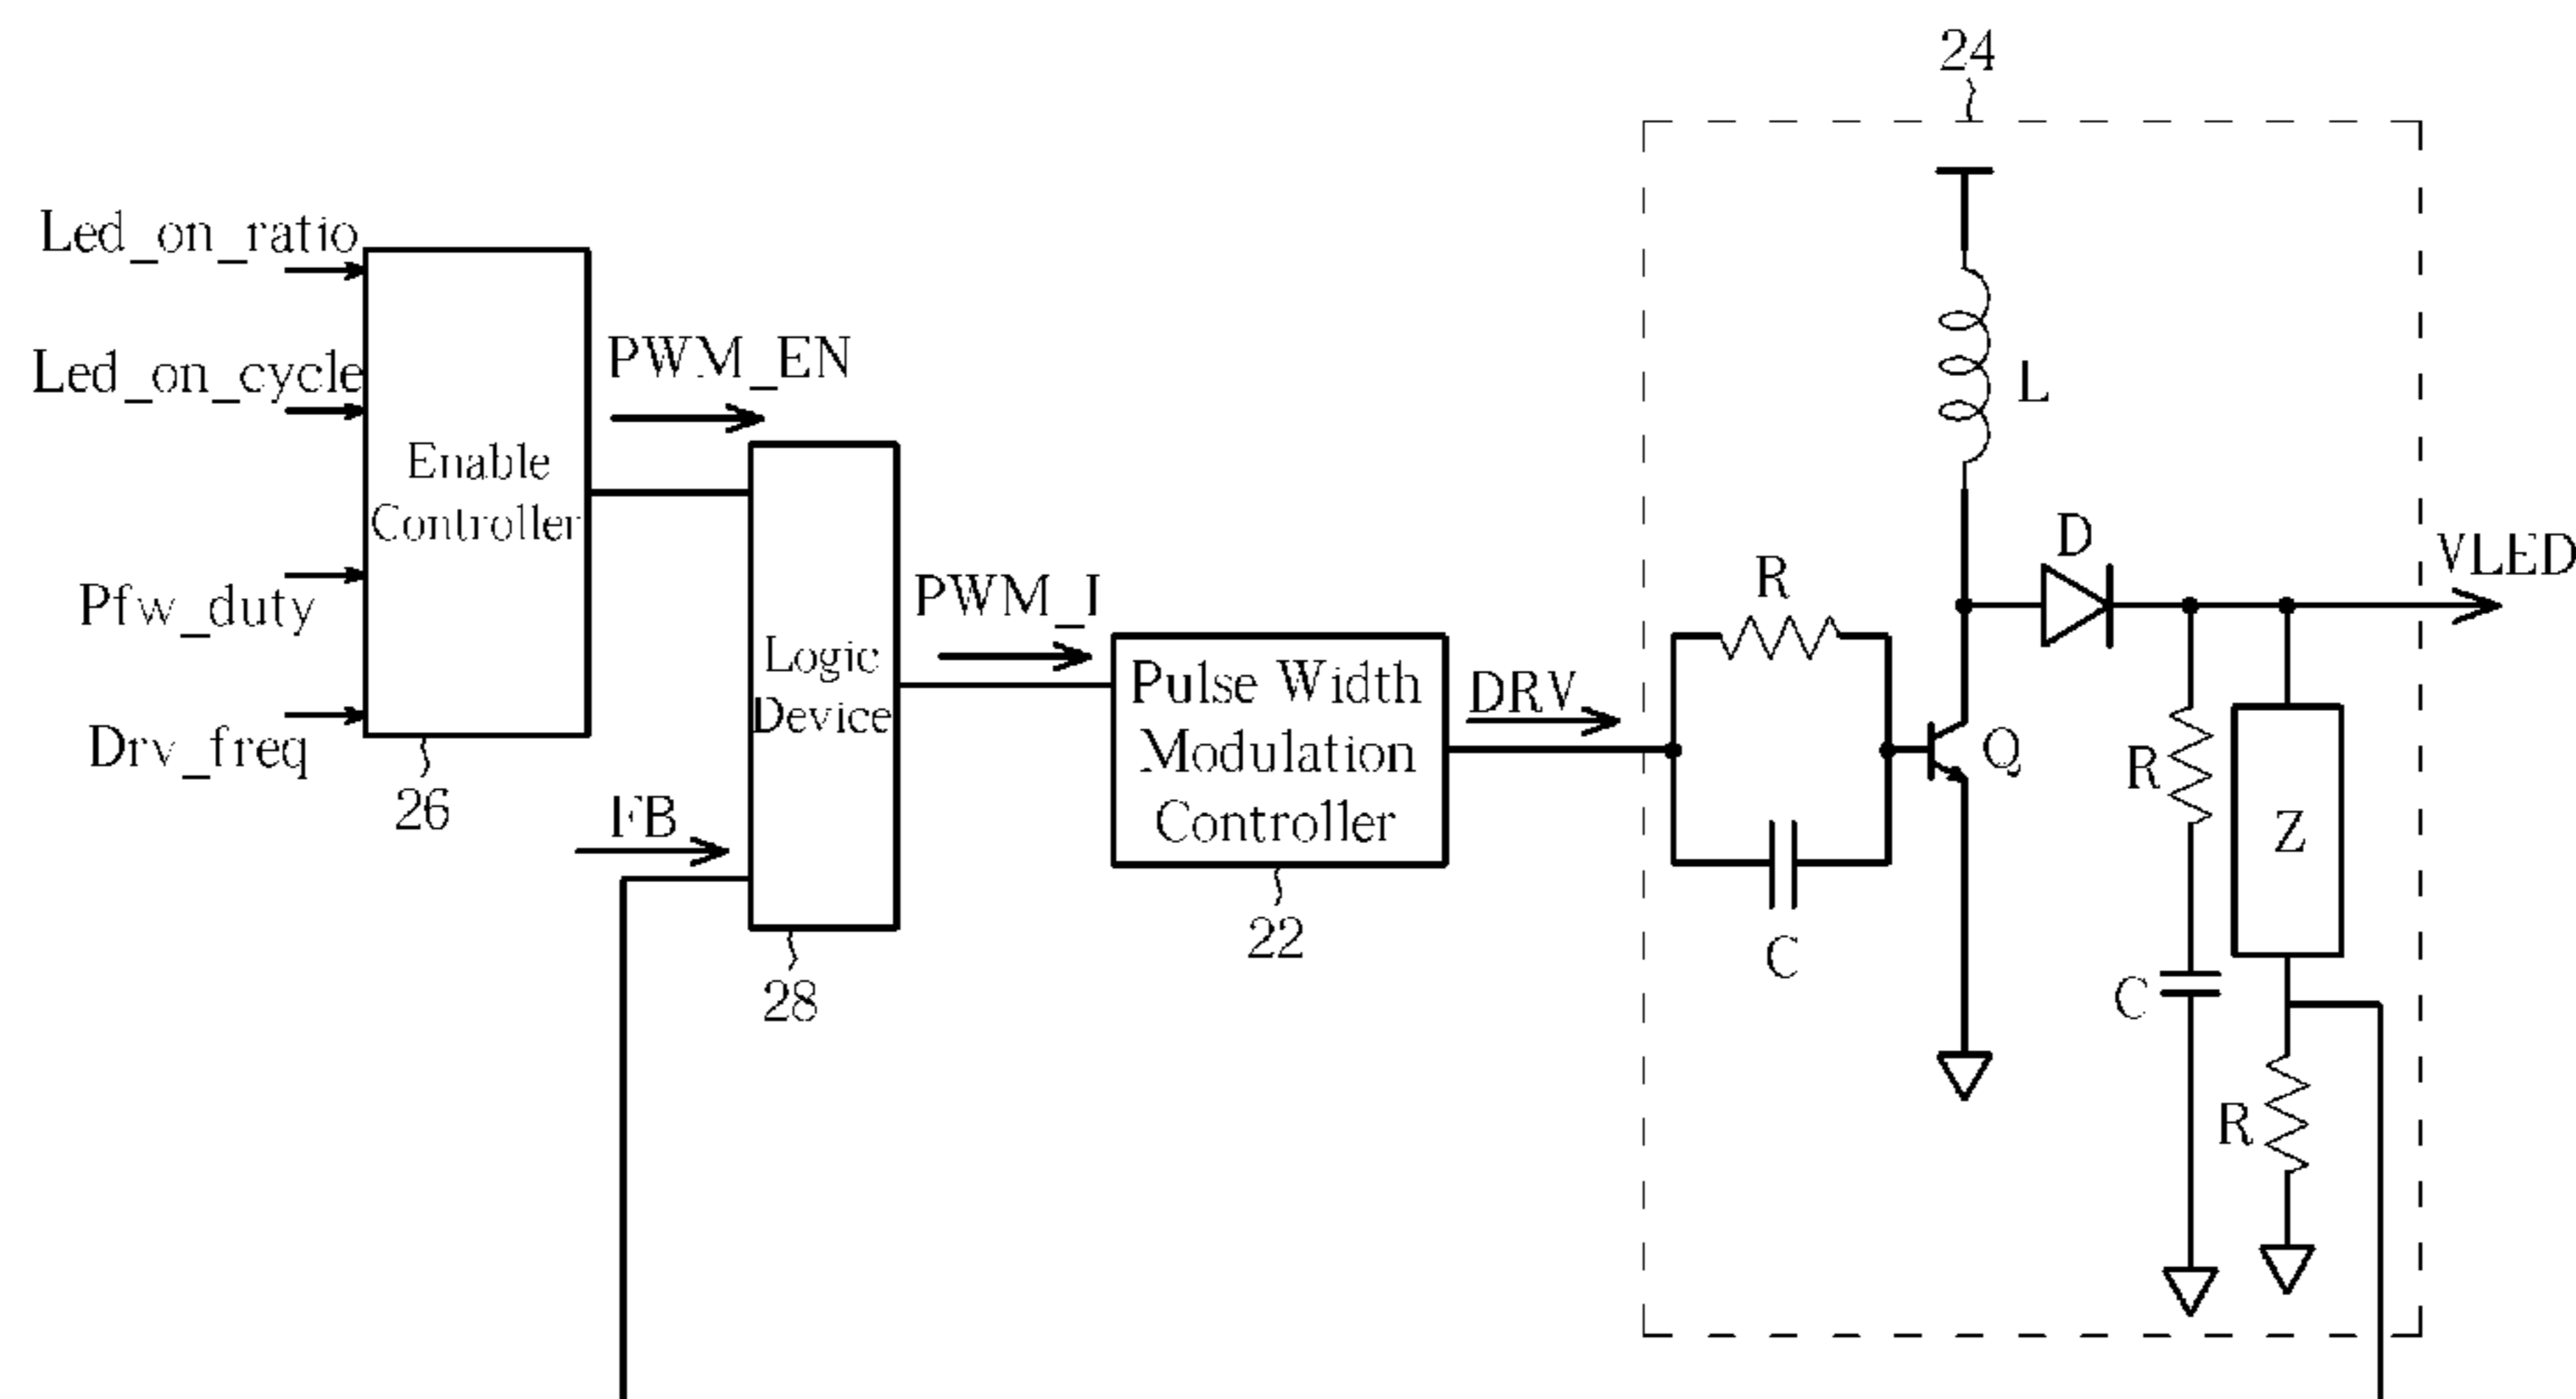 24
Led_on_ratio
Led_on_cycle
Pfw_duty
Drv_freq
Enable
Controller
26
PWM_EN
FB
Logic
Device
28
PWM_I
Pulse Width
Modulation
Controller
22
DRV
R
C
L
Q
D
VLED
R
C
Z
R